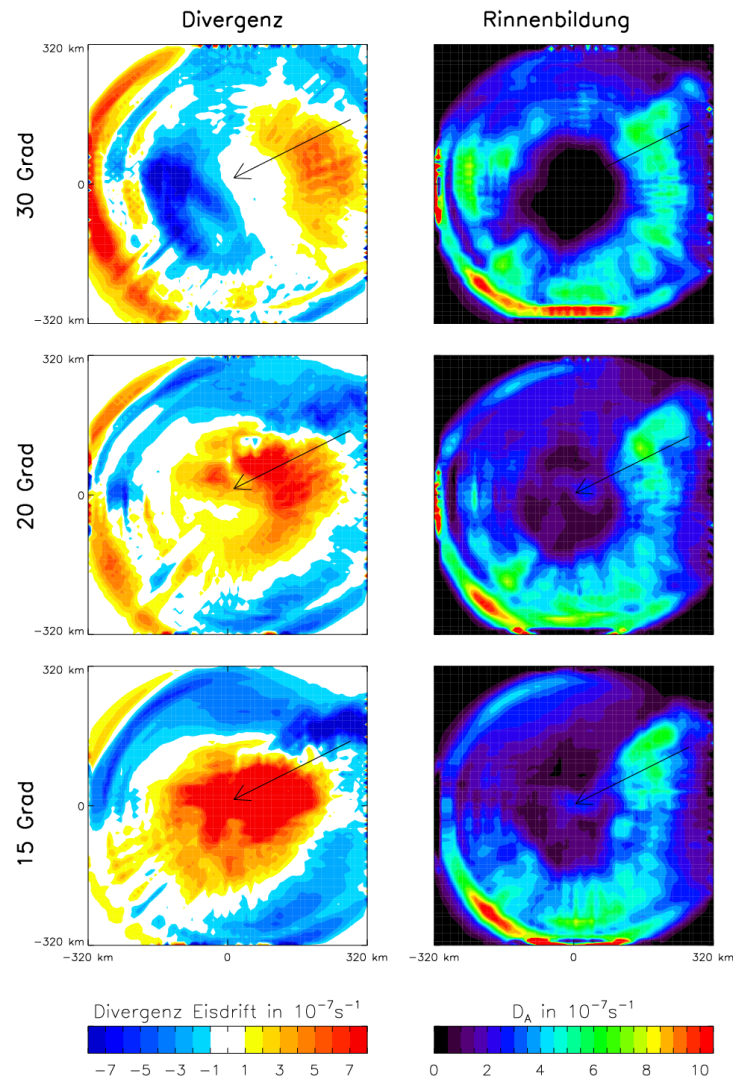 Divergenz
Rinnenbildung
30 Grad
320 km
0
−320 km
20 Grad
320 km
0
−320 km
15 Grad
320 km
0
−320 km
−320 km 0 320 km
−320 km 0 320 km
Divergenz Eisdrift in 10⁻⁷s⁻¹
−7 −5 −3 −1 1 3 5 7
D_A in 10⁻⁷s⁻¹
0 2 4 6 8 10